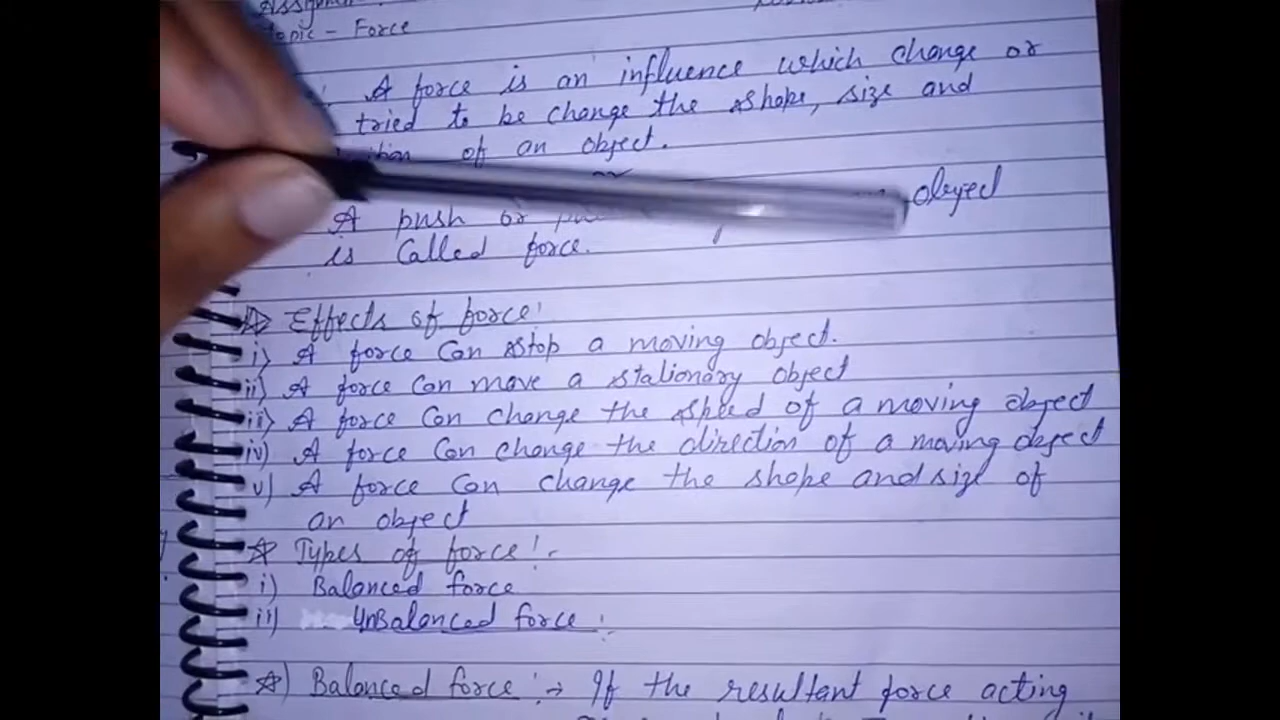 Topic - Force
A force is an influence which change or
tried to be change the shape, size and
of an object.
or
A push or object
is Called force.
Effects of force:
i) A force Can stop a moving object.
ii) A force Can move a stationary object
iii) A force Can change the speed of a moving object
iv) A force Can change the direction of a moving object
v) A force Can change the shape and size of
an object
☆ Types of force!-
i) Balanced force
ii) UnBalanced force :
☆) Balanced force :→ If the resultant force acting